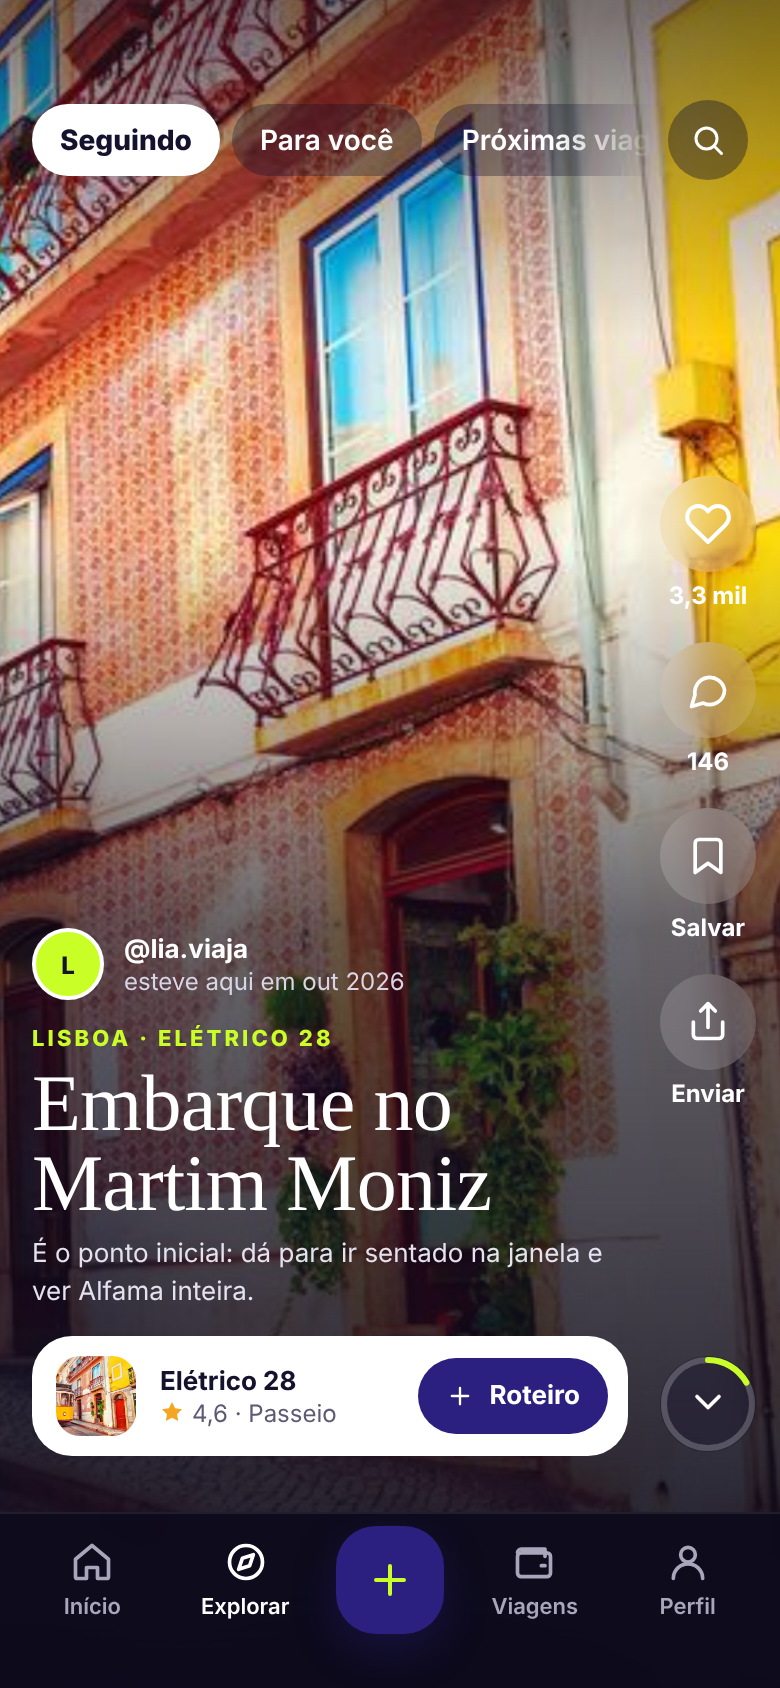 Seguindo
Para você
Próximas viag
3,3 mil
146
Salvar
Enviar
L
@lia.viaja
esteve aqui em out 2026
LISBOA · ELÉTRICO 28
Embarque no
Martim Moniz
É o ponto inicial: dá para ir sentado na janela e
ver Alfama inteira.
Elétrico 28
4,6 · Passeio
+ Roteiro
Início
Explorar
Viagens
Perfil